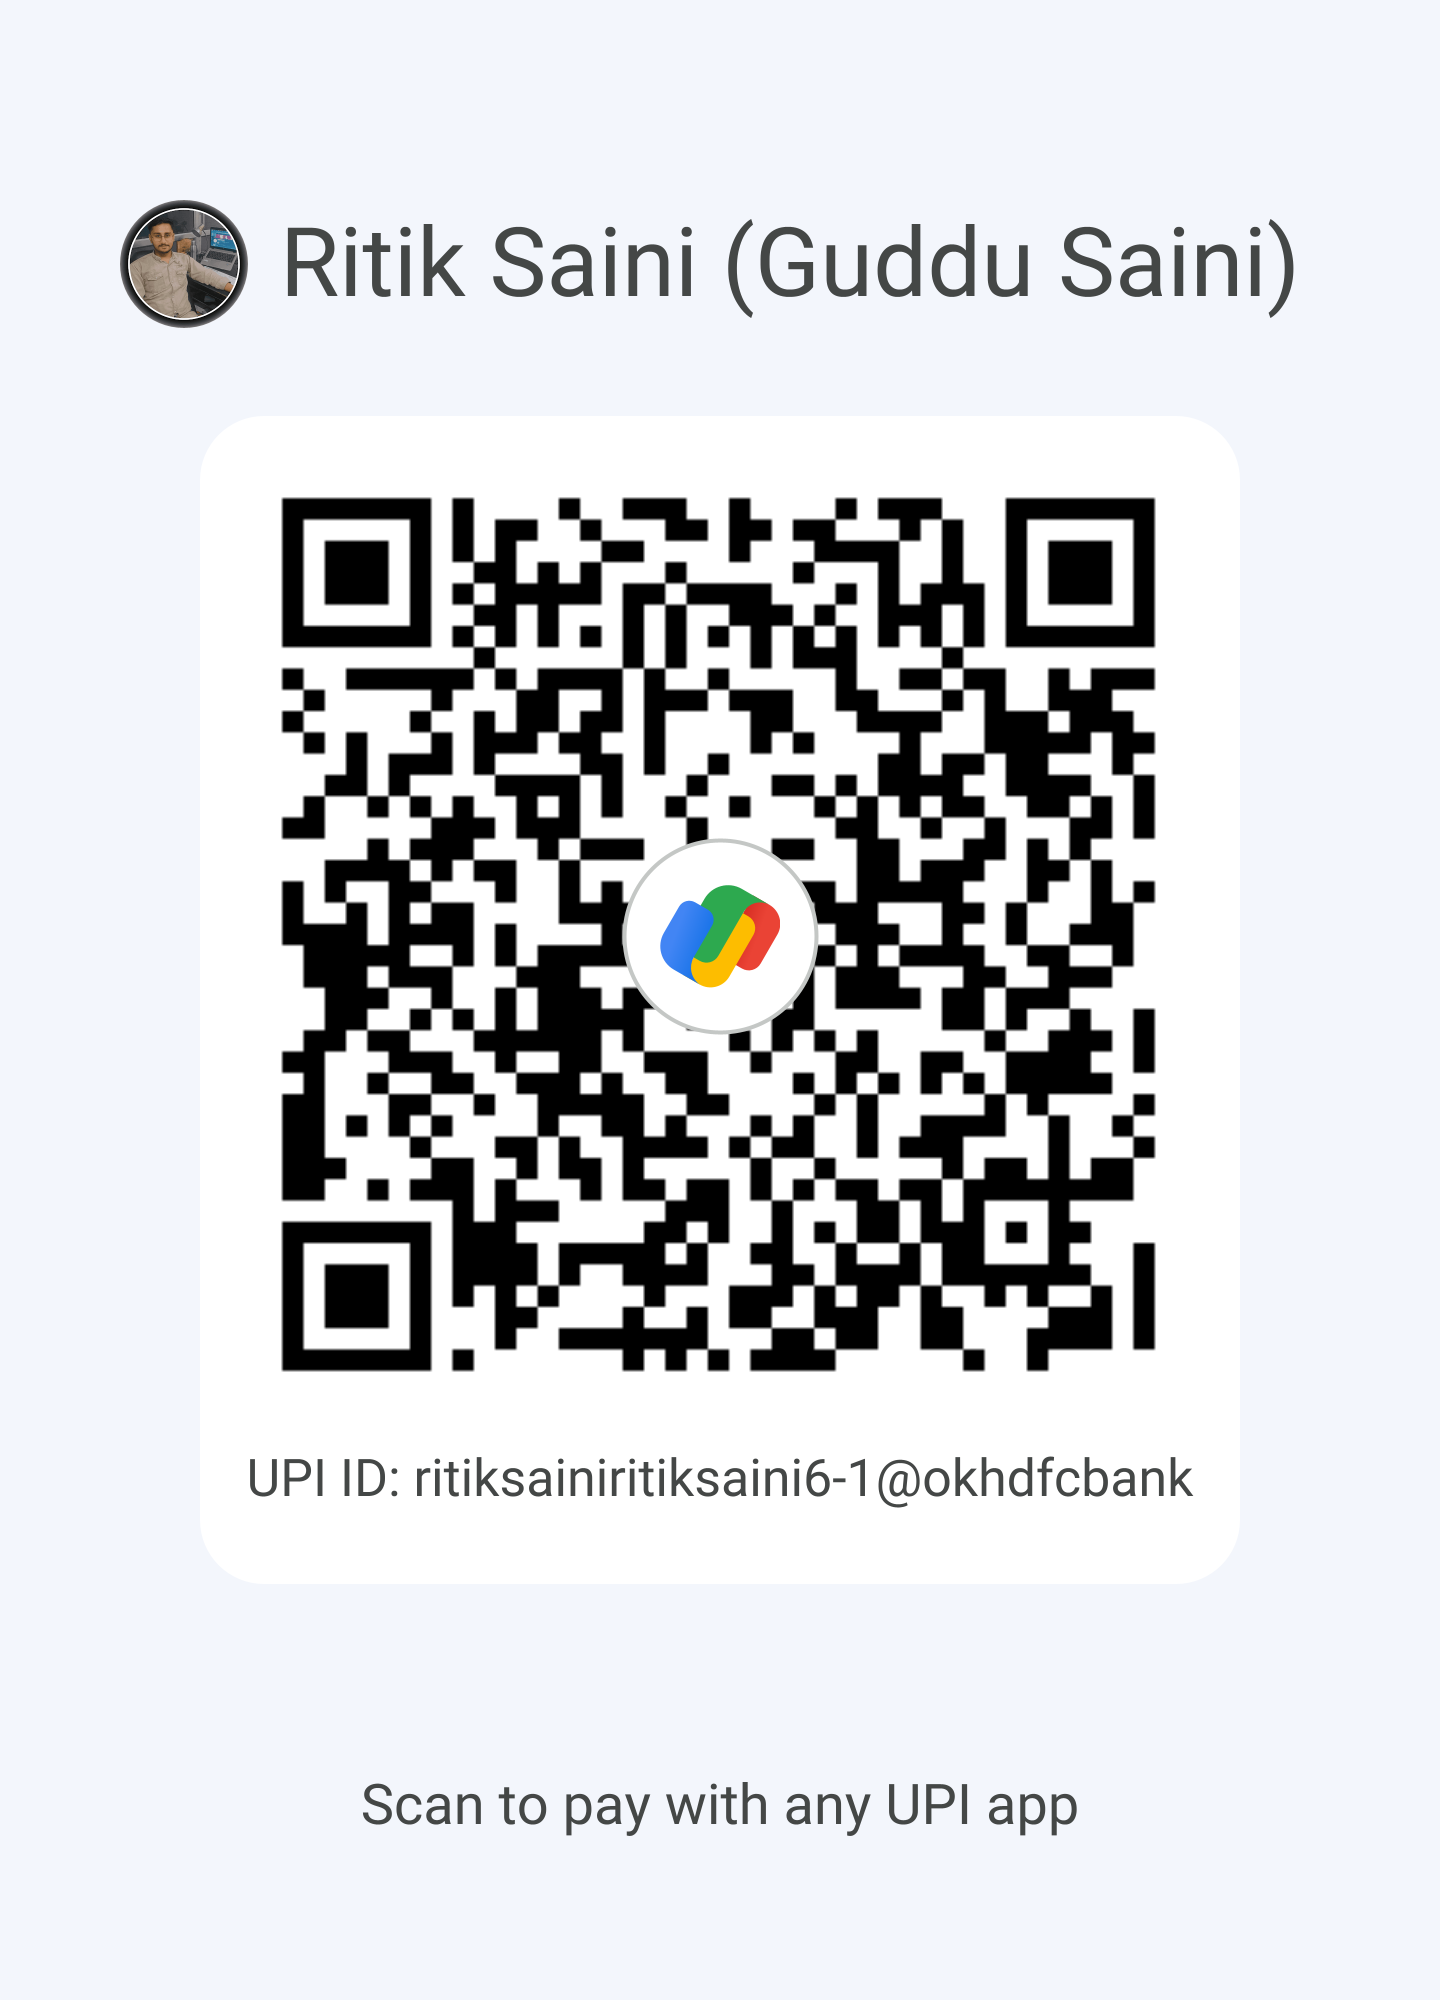 Ritik Saini (Guddu Saini)
UPI ID: ritiksainiritiksaini6-1@okhdfcbank
Scan to pay with any UPI app